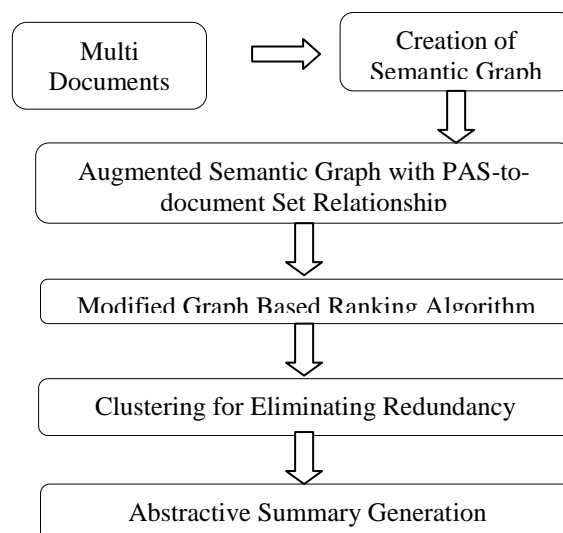 Multi
Documents
Creation of
Semantic Graph
Augmented Semantic Graph with PAS-to-
document Set Relationship
Modified Graph Based Ranking Algorithm
Clustering for Eliminating Redundancy
Abstractive Summary Generation